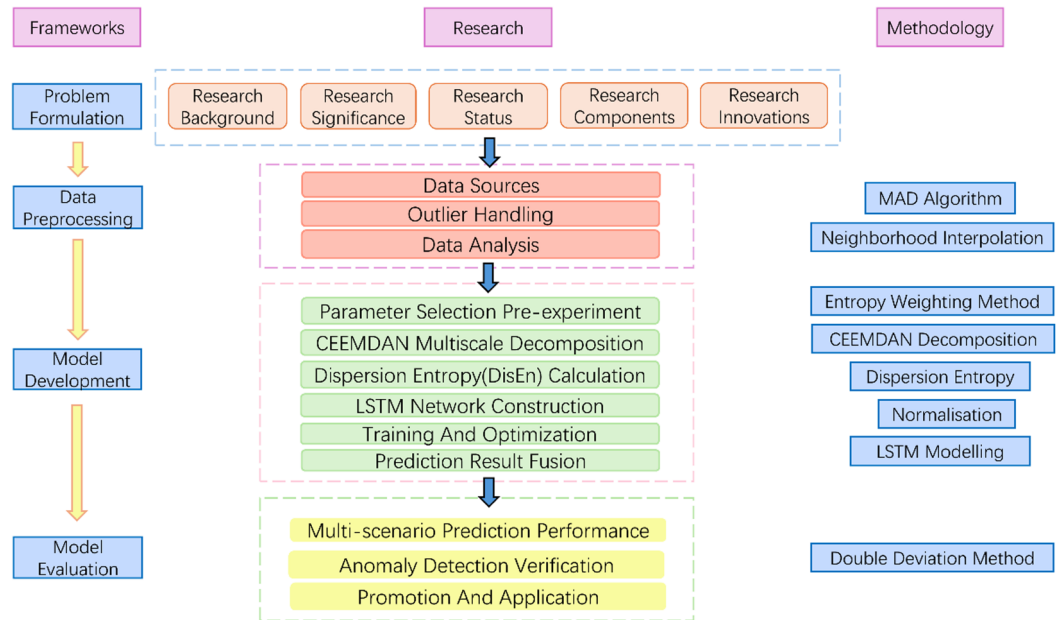 Frameworks
Research
Methodology
Problem
Formulation
Research
Background
Research
Significance
Research
Status
Research
Components
Research
Innovations
Data
Preprocessing
Data Sources
Outlier Handling
Data Analysis
MAD Algorithm
Neighborhood Interpolation
Model
Development
Parameter Selection Pre-experiment
CEEMDAN Multiscale Decomposition
Dispersion Entropy(DisEn) Calculation
LSTM Network Construction
Training And Optimization
Prediction Result Fusion
Entropy Weighting Method
CEEMDAN Decomposition
Dispersion Entropy
Normalisation
LSTM Modelling
Model
Evaluation
Multi-scenario Prediction Performance
Anomaly Detection Verification
Promotion And Application
Double Deviation Method